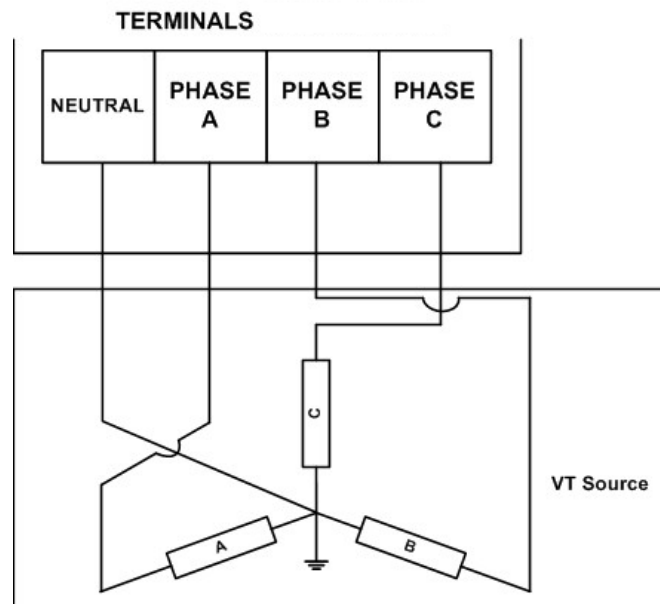 TERMINALS
NEUTRAL
PHASE
A
PHASE
B
PHASE
C
C
VT Source
A
B